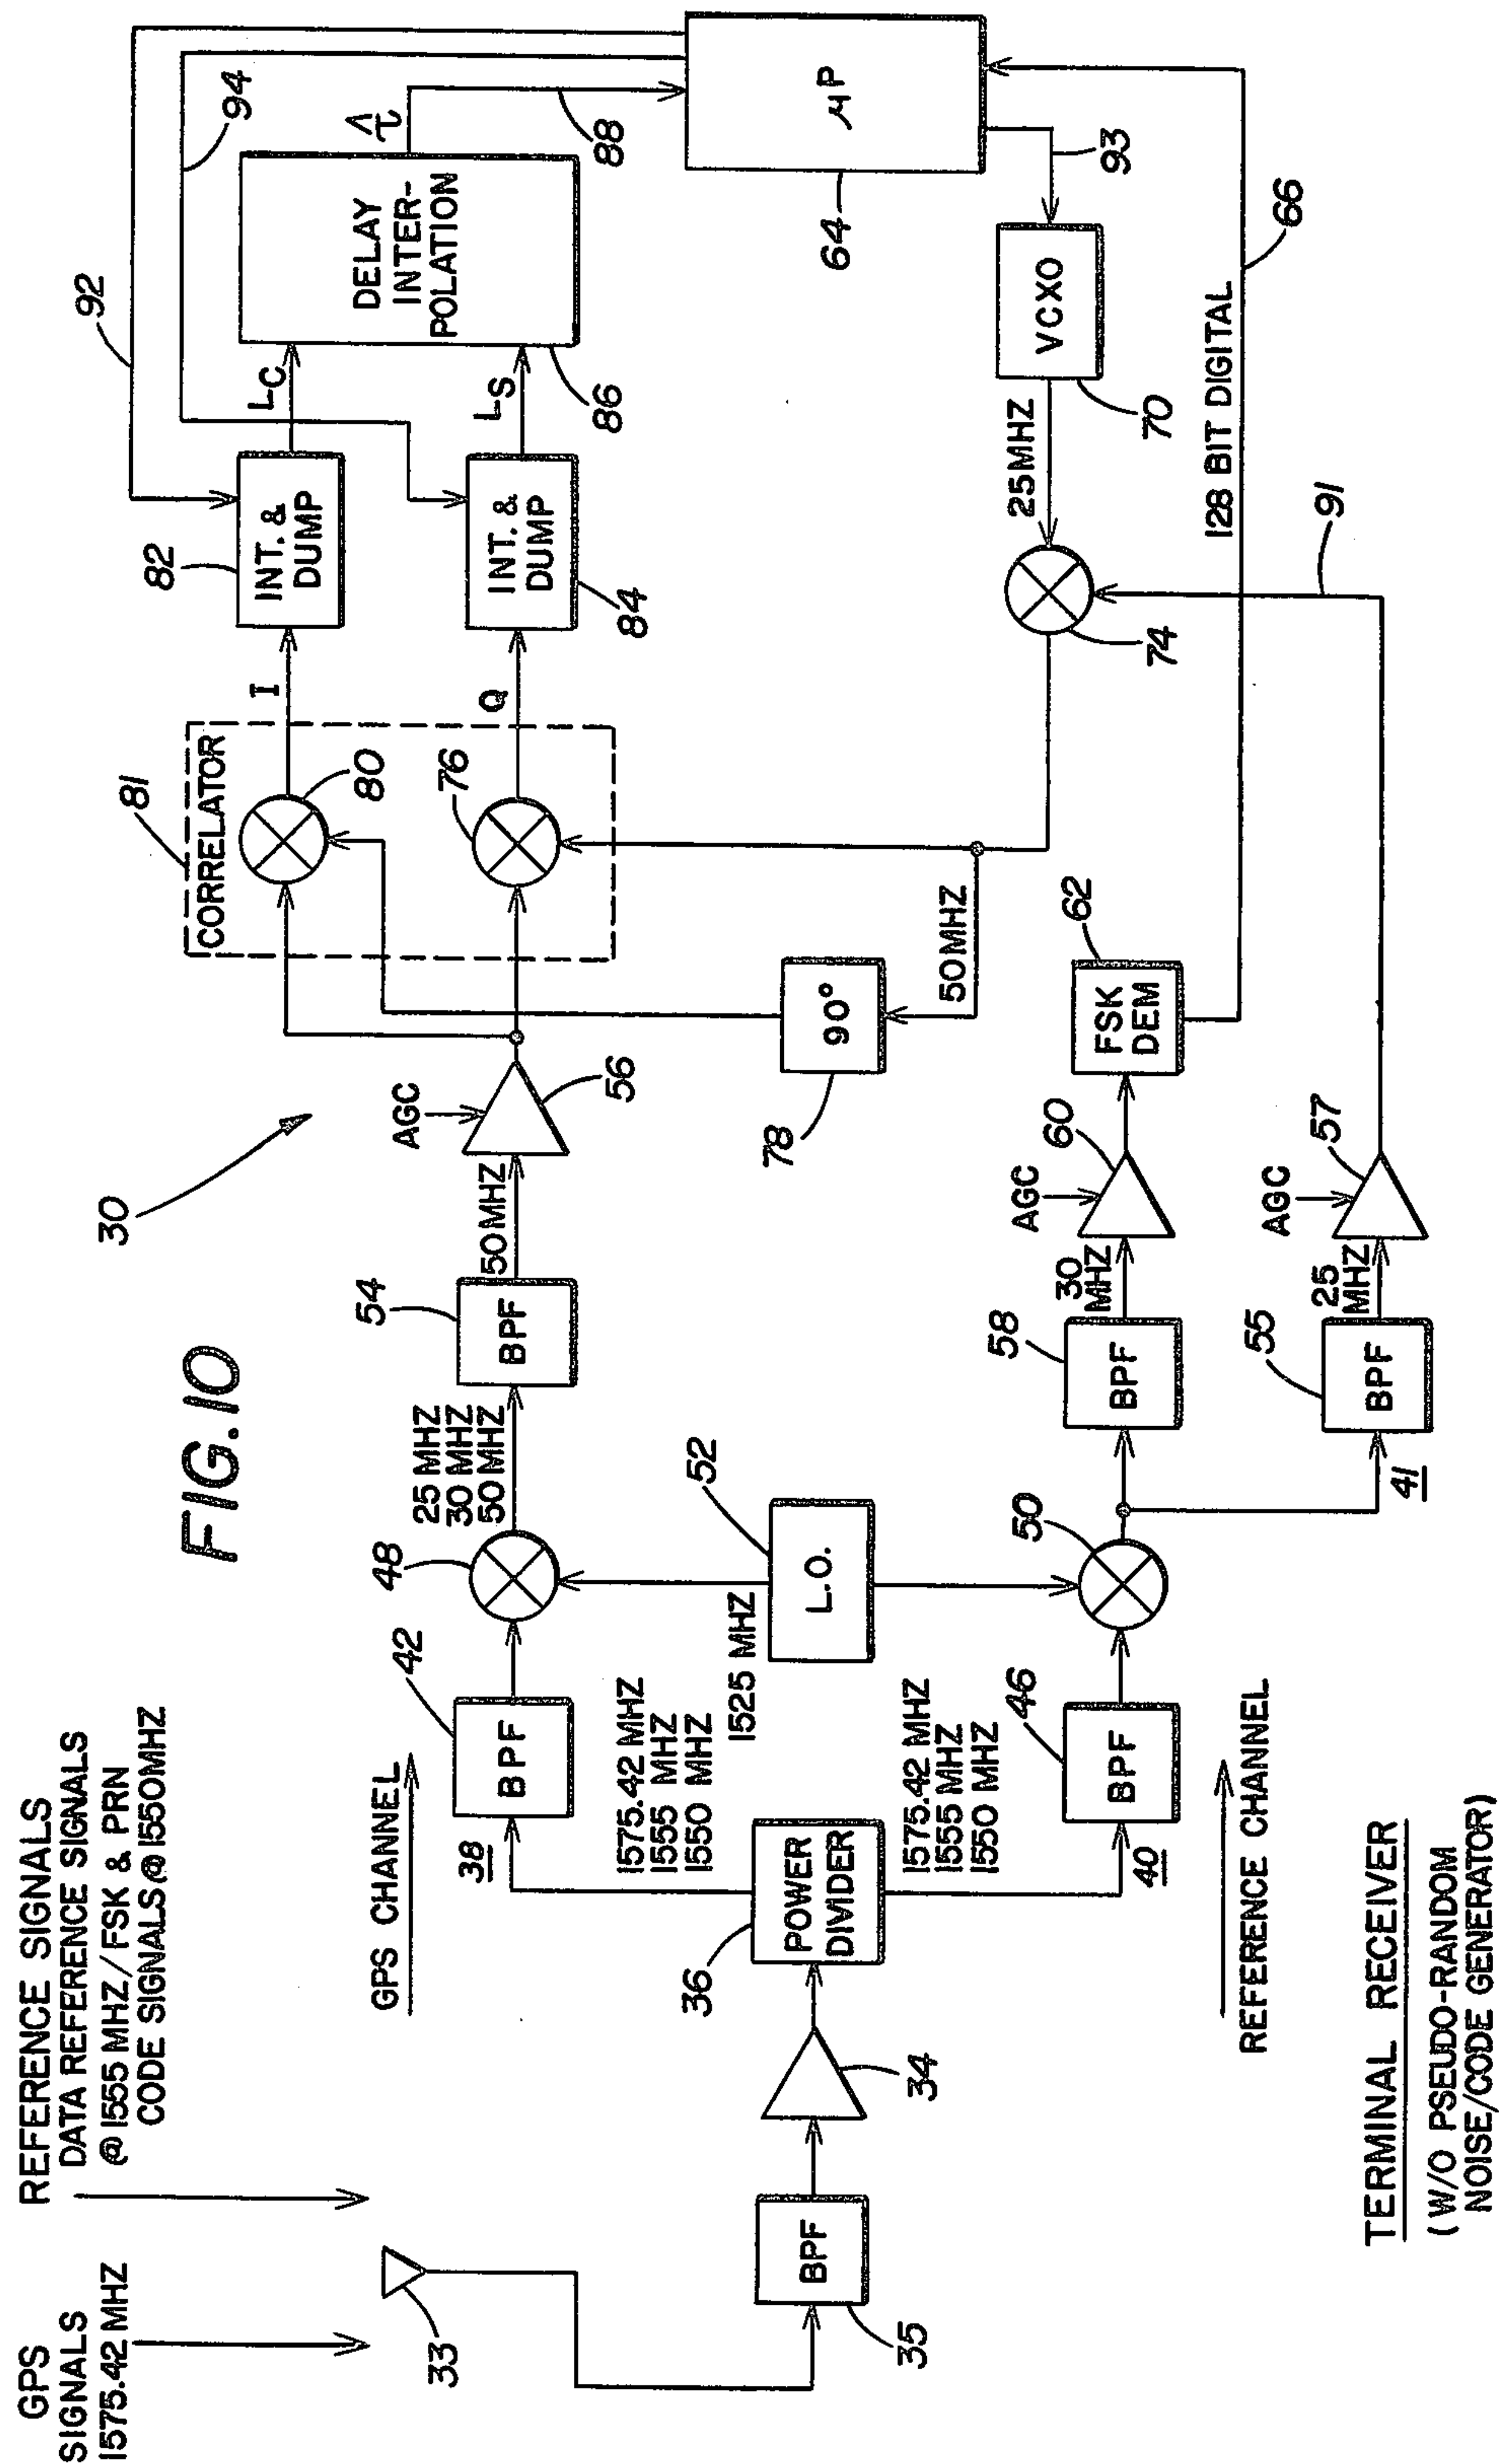 FIG. 10
GPS
SIGNALS
1575.42 MHZ
REFERENCE SIGNALS
DATA REFERENCE SIGNALS
@ 1555 MHZ/FSK & PRN
CODE SIGNALS @ 1550MHZ
30
33
BPF
35
34
POWER
DIVIDER
36
GPS CHANNEL
38
1575.42 MHZ
1555 MHZ
1550 MHZ
BPF
42
48
25 MHZ
30 MHZ
50 MHZ
BPF
54
50 MHZ
AGC
56
CORRELATOR
81
80
76
I
Q
INT. &
DUMP
82
INT. &
DUMP
84
LC
LS
92
94
DELAY
INTER-
POLATION
86
τ̂
88
μP
64
L.O.
52
1525 MHZ
90°
78
50MHZ
25MHZ
VCXO
70
93
74
1575.42 MHZ
1555 MHZ
1550 MHZ
40
BPF
46
50
BPF
58
30
MHZ
AGC
60
FSK
DEM
62
128 BIT DIGITAL
66
41
BPF
55
25
MHZ
AGC
57
91
REFERENCE CHANNEL
TERMINAL RECEIVER
(W/O PSEUDO-RANDOM
NOISE/CODE GENERATOR)